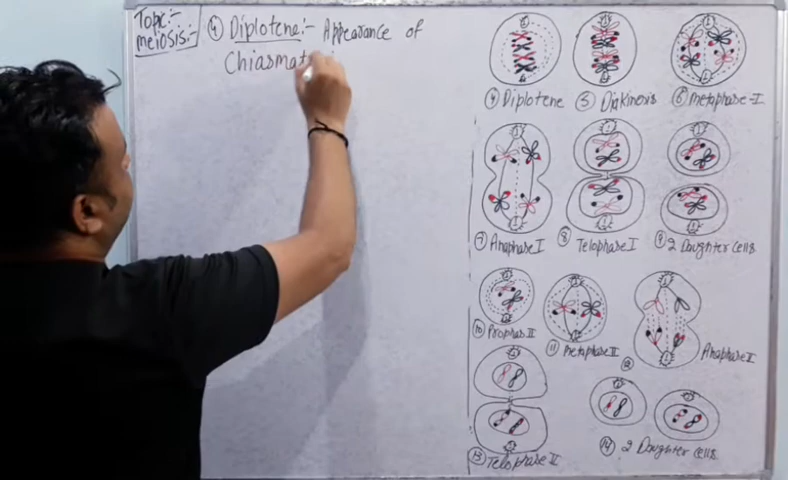 Topic:-
meiosis:-
④ Diplotene:- Appearance of
Chiasmat
④ Diplotene
⑤ Diakinesis
⑥ Metaphase-I
⑦ Anaphase I
⑧ Telophase I
⑨ 2 Daughter Cells
⑩ Prophas II
⑪ Metaphase II
⑫ Anaphase I
⑬ Telophase II
⑭ 2 Daughter Cells